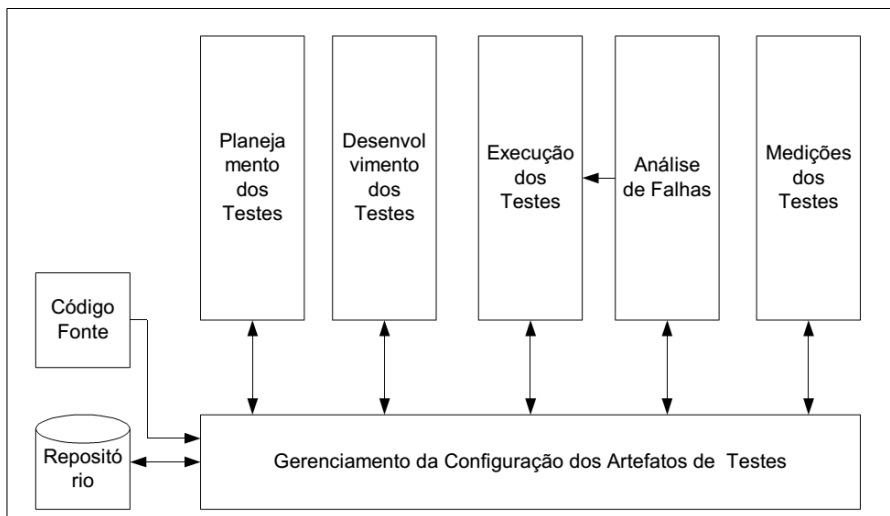 Planeja
mento
dos
Testes
Desenvol
vimento
dos
Testes
Execução
dos
Testes
Análise
de Falhas
Medições
dos
Testes
Código
Fonte
Repositó
rio
Gerenciamento da Configuração dos Artefatos de Testes